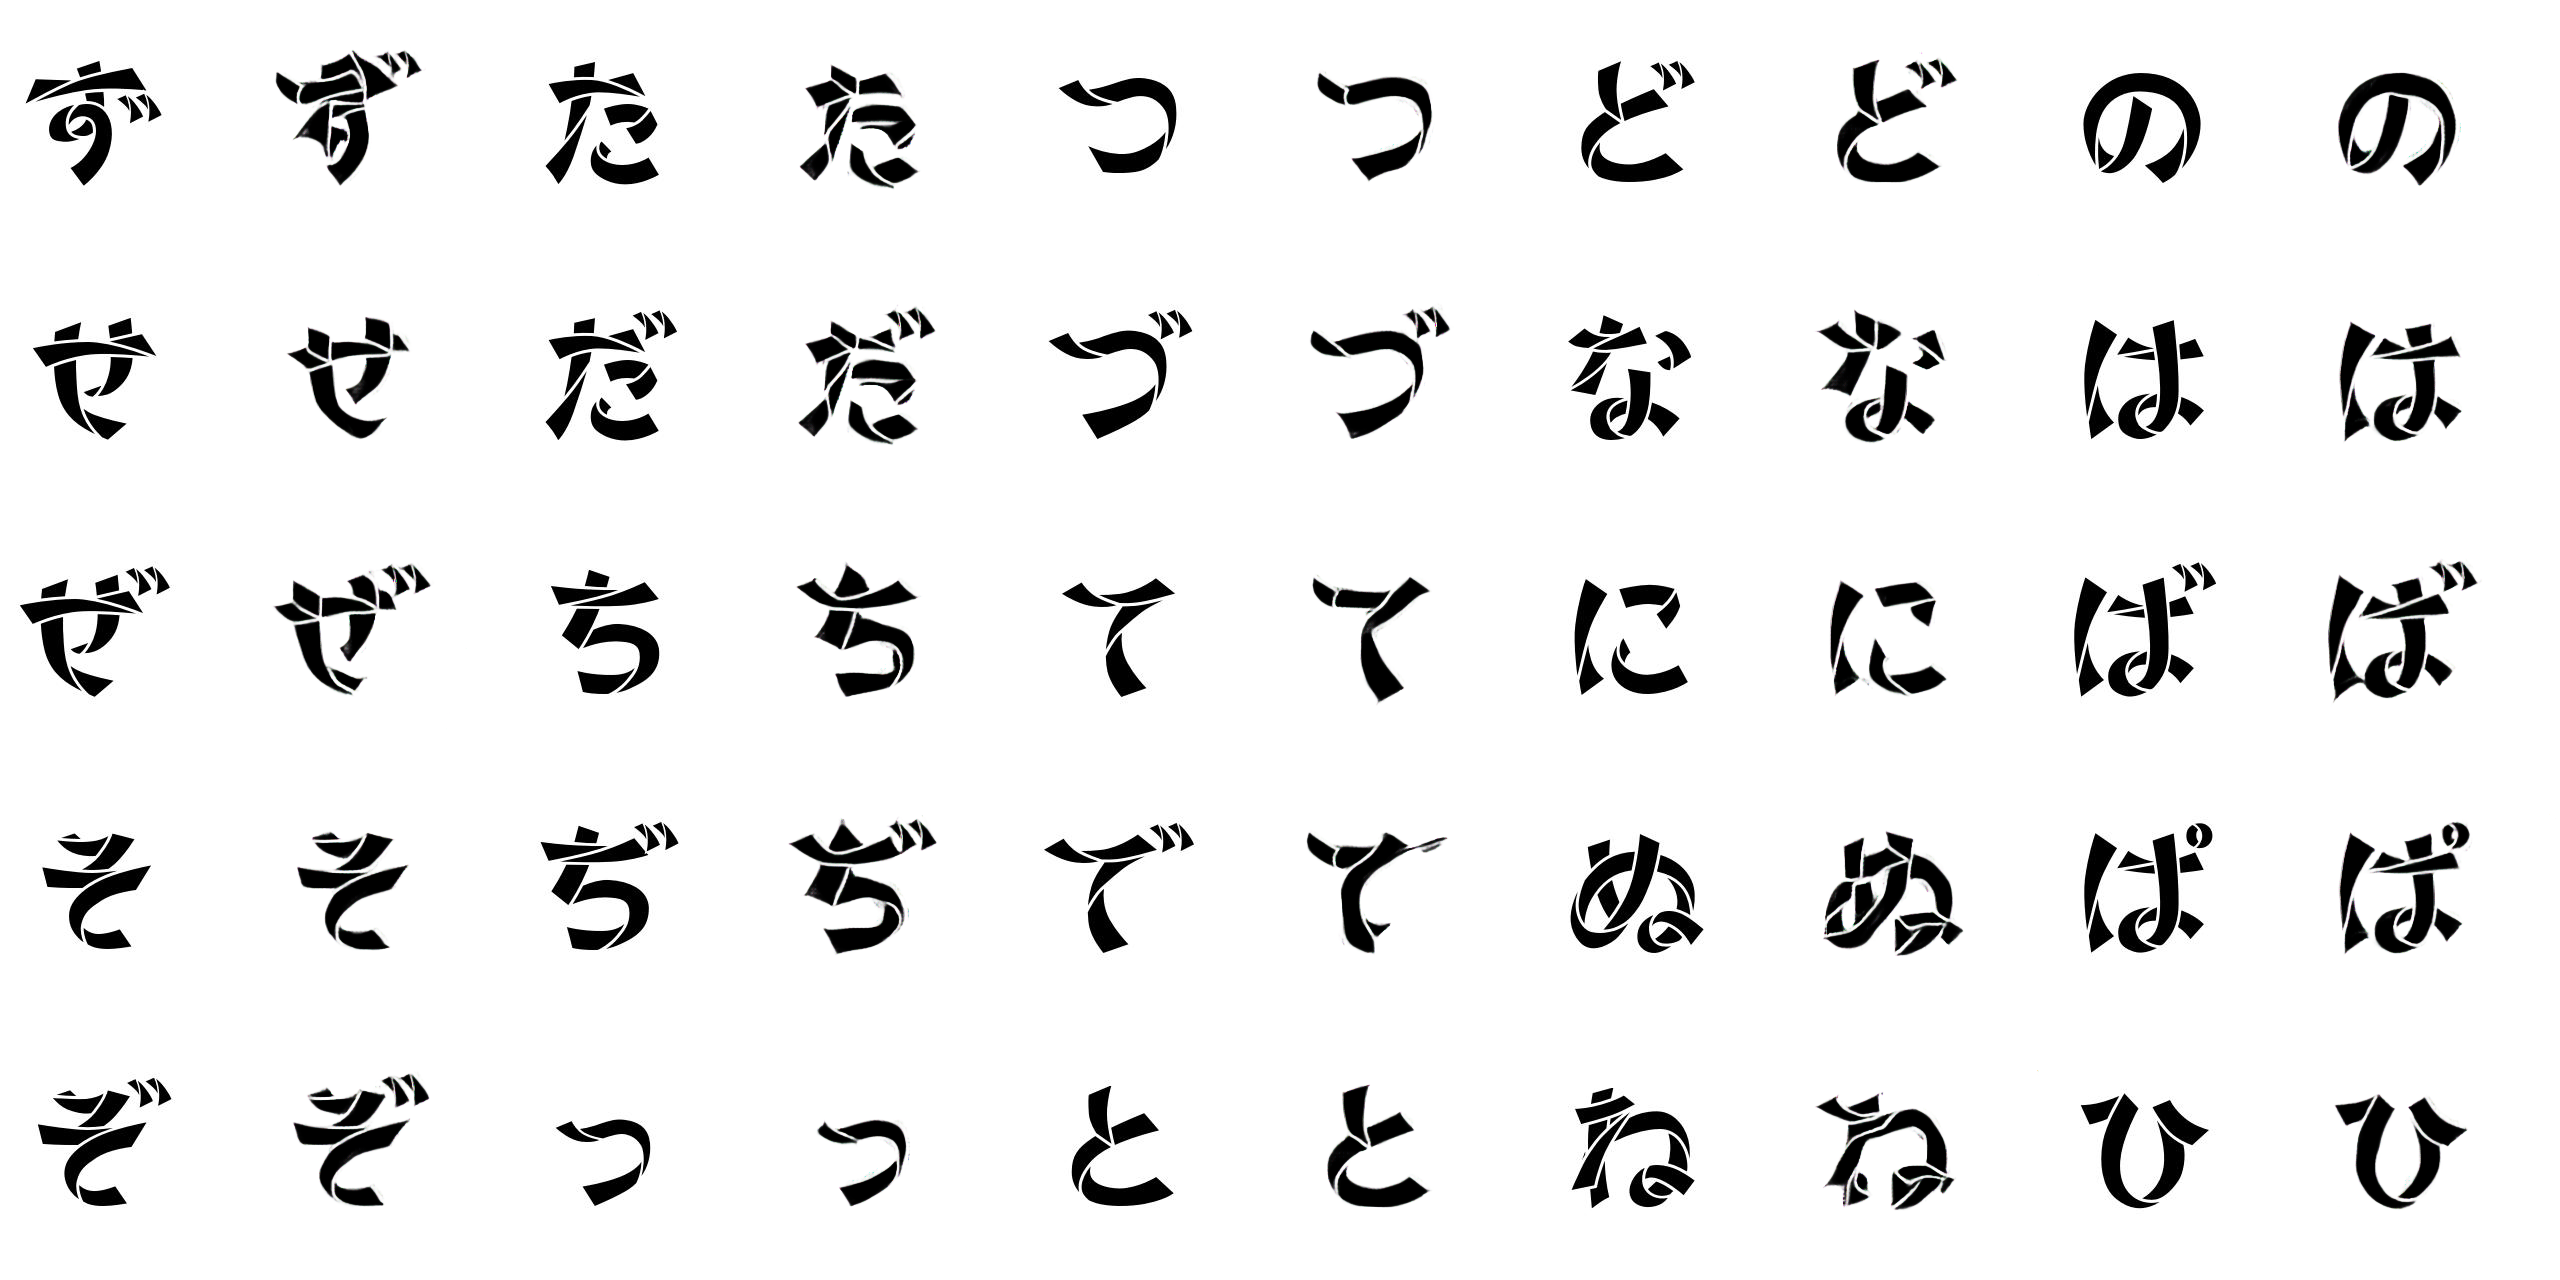 ず ず た た つ つ ど ど の の
せ せ だ だ づ づ な な は は
ぜ ぜ ち ち て て に に ば ば
そ そ ぢ ぢ で て ぬ ぬ ぱ ぱ
ぞ ぞ っ っ と と ね ね ひ ひ